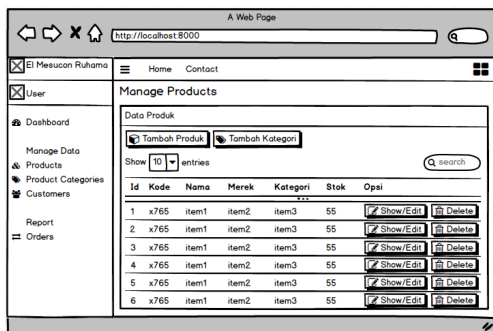 A Web Page
http://localhost:8000
El Mesucon Ruhama
Home Contact
User
Manage Products
Dashboard
Manage Data
Products
Product Categories
Customers
Report
Orders
Data Produk
Tambah Produk Tambah Kategori
Show 10 entries
search
Id Kode Nama Merek Kategori Stok Opsi
1 x765 item1 item2 item3 55 Show/Edit Delete
2 x765 item1 item2 item3 55 Show/Edit Delete
3 x765 item1 item2 item3 55 Show/Edit Delete
4 x765 item1 item2 item3 55 Show/Edit Delete
5 x765 item1 item2 item3 55 Show/Edit Delete
6 x765 item1 item2 item3 55 Show/Edit Delete